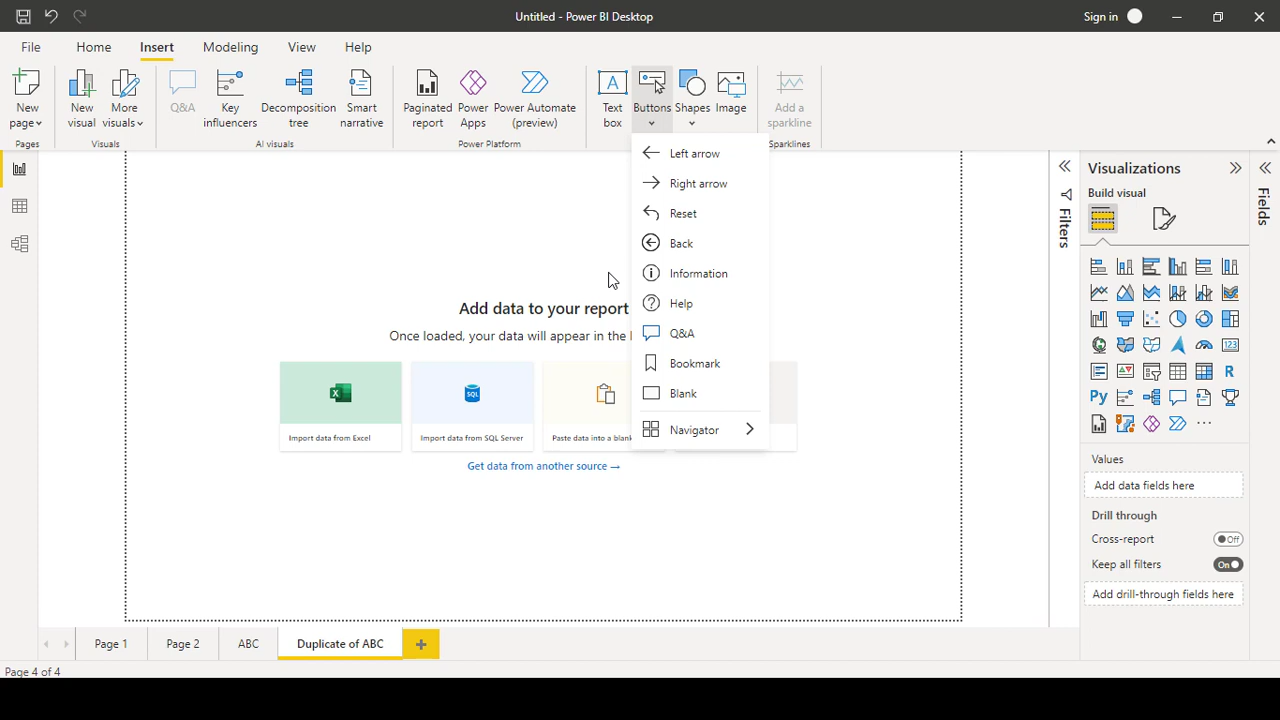 Untitled - Power BI Desktop
Sign in
File
Home
Insert
Modeling
View
Help
New page
New visual
More visuals
Q&A
Key influencers
Decomposition tree
Smart narrative
Paginated report
Power Apps
Power Automate (preview)
Text box
Buttons
Shapes
Image
Add a sparkline
Pages
Visuals
AI visuals
Power Platform
Sparklines
Left arrow
Right arrow
Reset
Back
Information
Help
Q&A
Bookmark
Blank
Navigator
Add data to your report
Once loaded, your data will appear in the
SQL
Import data from Excel
Import data from SQL Server
Paste data into a blank
Get data from another source →
Filters
Visualizations
Build visual
123
R
Py
Values
Add data fields here
Drill through
Cross-report
Off
Keep all filters
On
Add drill-through fields here
Fields
Page 1
Page 2
ABC
Duplicate of ABC
Page 4 of 4